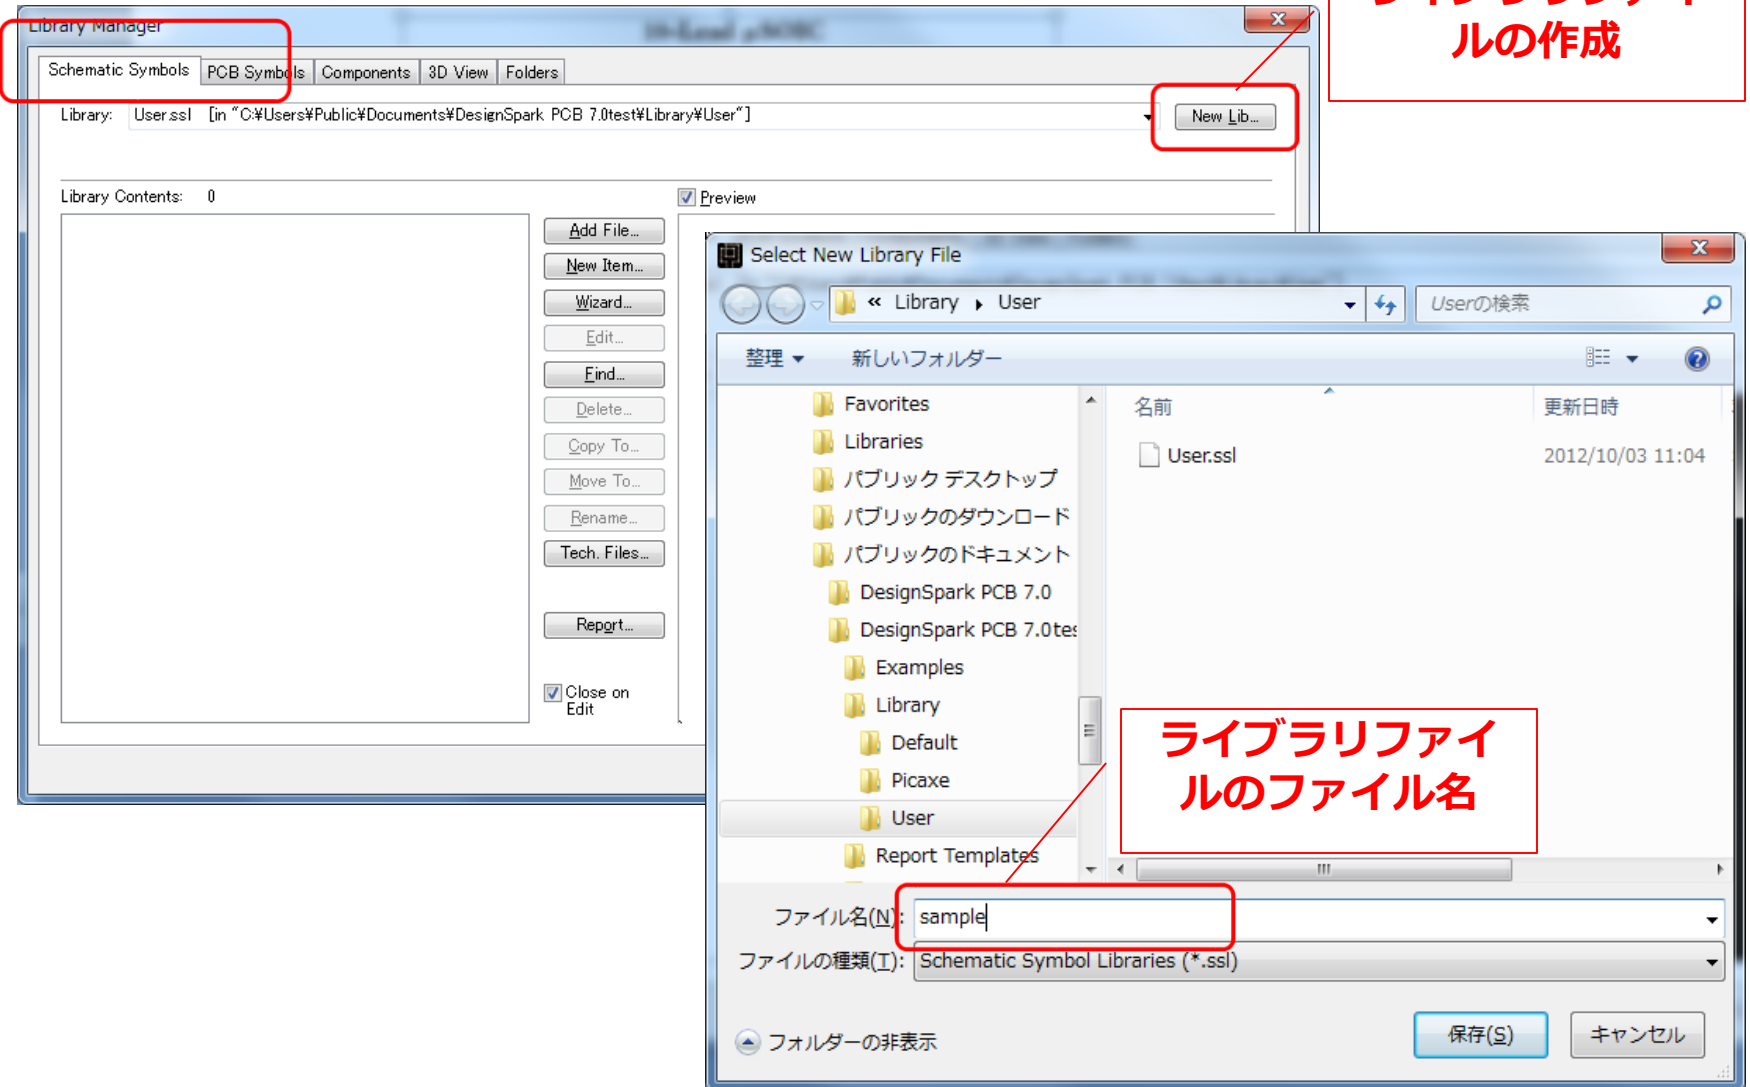 Library Manager
ルの作成
Schematic Symbols
PCB Symbols
Components
3D View
Folders
Library: User.ssl [in "C:¥Users¥Public¥Documents¥DesignSpark PCB 7.0test¥Library¥User"]
New Lib...
Library Contents: 0
Preview
Add File...
New Item...
Wizard...
Edit...
Find...
Delete...
Copy To...
Move To...
Rename...
Tech. Files...
Report...
Close on
Edit
Select New Library File
« Library ▸ User
Userの検索
整理 ▼
新しいフォルダー
Favorites
Libraries
パブリック デスクトップ
パブリックのダウンロード
パブリックのドキュメント
DesignSpark PCB 7.0
DesignSpark PCB 7.0tes
Examples
Library
Default
Picaxe
User
Report Templates
名前
更新日時
User.ssl
2012/10/03 11:04
ライブラリファイ
ルのファイル名
ファイル名(N): sample
ファイルの種類(T): Schematic Symbol Libraries (*.ssl)
フォルダーの非表示
保存(S)
キャンセル